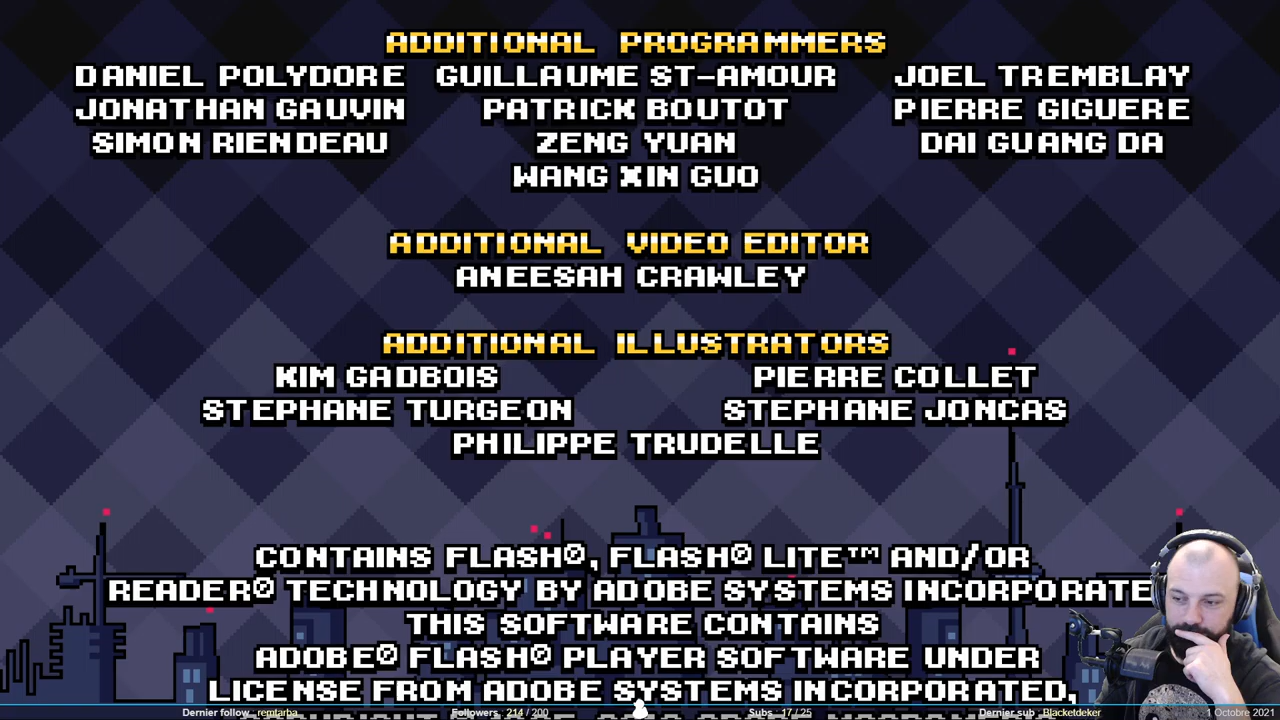 ADDITIONAL PROGRAMMERS
DANIEL POLYDORE GUILLAUME ST-AMOUR JOEL TREMBLAY
JONATHAN GAUVIN PATRICK BOUTOT PIERRE GIGUERE
SIMON RIENDEAU ZENG YUAN DAI GUANG DA
WANG XIN GUO
ADDITIONAL VIDEO EDITOR
ANEESAH CRAWLEY
ADDITIONAL ILLUSTRATORS
KIM GADBOIS PIERRE COLLET
STEPHANE TURGEON STEPHANE JONCAS
PHILIPPE TRUDELLE
CONTAINS FLASH®, FLASH® LITE™ AND/OR
READER® TECHNOLOGY BY ADOBE SYSTEMS INCORPORATE
THIS SOFTWARE CONTAINS
ADOBE® FLASH® PLAYER SOFTWARE UNDER
LICENSE FROM ADOBE SYSTEMS INCORPORATED,
Dernier follow : remtarba Followers : 214 / 200 Subs : 17 / 25 Dernier sub : Blacketdeker 1 Octobre 2021